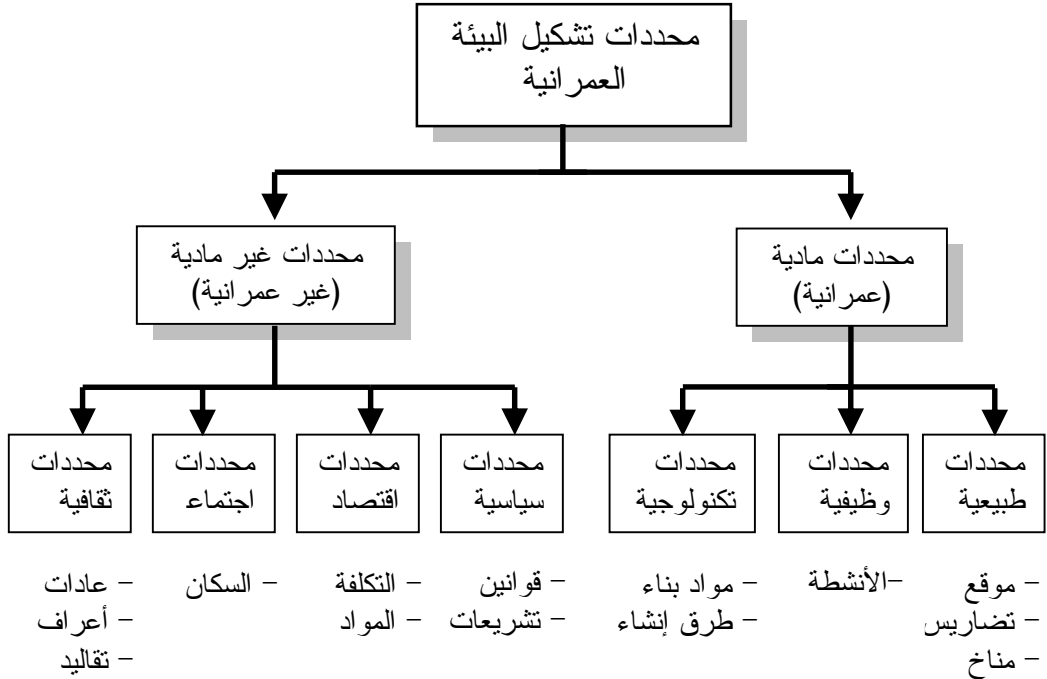 محددات تشكيل البيئة
العمرانية
محددات مادية
(عمرانية)
محددات غير مادية
(غير عمرانية)
محددات
طبيعية
محددات
وظيفية
محددات
تكنولوجية
محددات
سياسية
محددات
اقتصاد
محددات
اجتماعـ
محددات
ثقافية
– موقع
– تضاريس
– مناخ
–الأنشطة
– مواد بناء
– طرق إنشاء
– قوانين
– تشريعات
– التكلفة
– المواد
– السكان
– عادات
– أعراف
– تقاليد